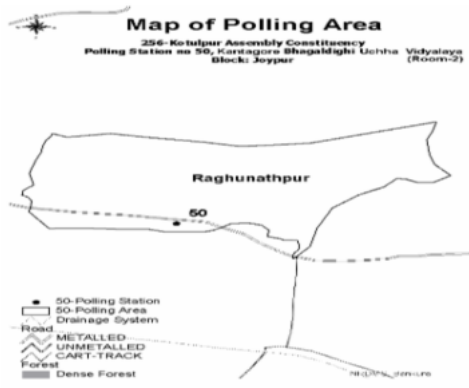 Map of Polling Area
256-Kotulpur Assembly Constituency
Polling Station no 50, Kantagore Bhagaldighi Uchha Vidyalaya
(Room-2)
Block: Joypur
Raghunathpur
50
50-Polling Station
50-Polling Area
Drainage System
Road
METALLED
UNMETALLED
CART-TRACK
Forest
Dense Forest